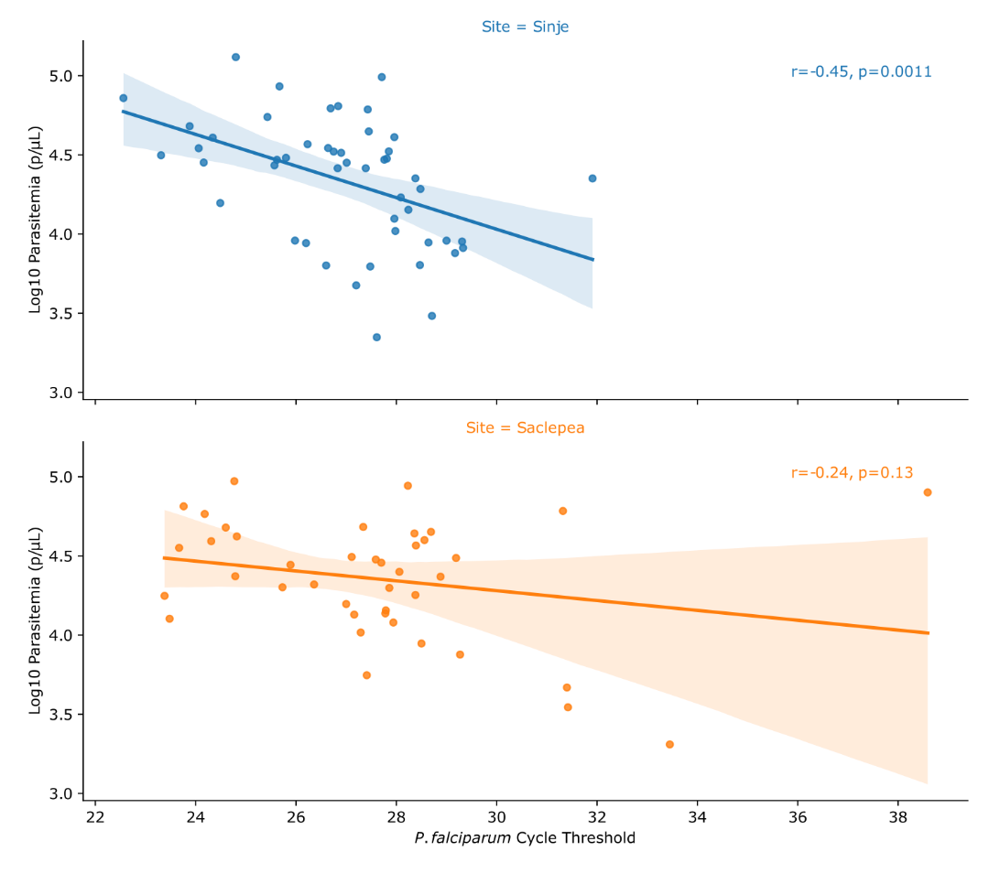 Site = Sinje
r=-0.45, p=0.0011
Log10 Parasitemia (p/μL)
5.0
4.5
4.0
3.5
3.0
Site = Saclepea
r=-0.24, p=0.13
Log10 Parasitemia (p/μL)
5.0
4.5
4.0
3.5
3.0
22 24 26 28 30 32 34 36 38
P. falciparum Cycle Threshold